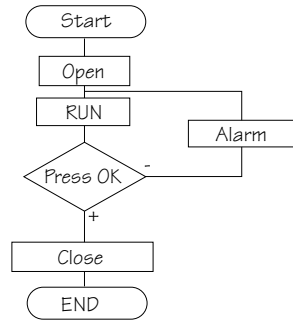 Start
Open
RUN
Alarm
Press OK
-
+
Close
END